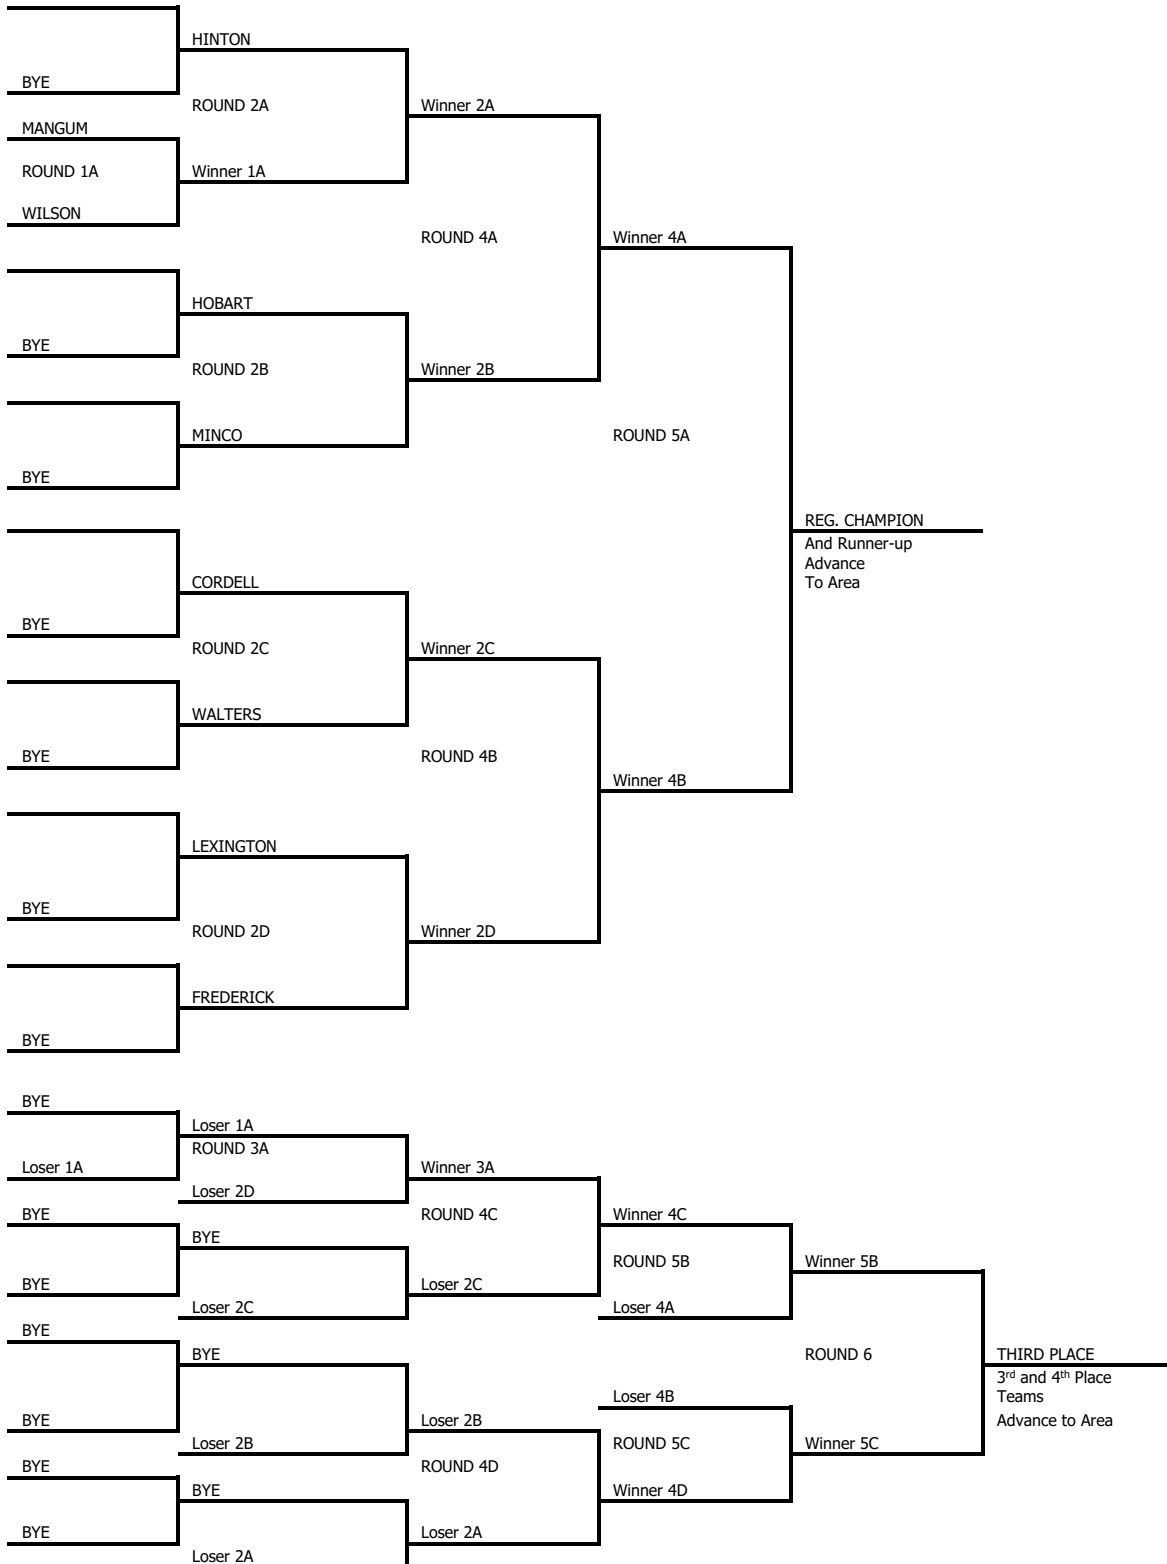 HINTON
BYE
ROUND 2A
Winner 2A
MANGUM
ROUND 1A
Winner 1A
WILSON
ROUND 4A
Winner 4A
HOBART
BYE
ROUND 2B
Winner 2B
MINCO
ROUND 5A
BYE
REG. CHAMPION
And Runner-up
Advance
To Area
CORDELL
BYE
ROUND 2C
Winner 2C
WALTERS
BYE
ROUND 4B
Winner 4B
LEXINGTON
BYE
ROUND 2D
Winner 2D
FREDERICK
BYE
BYE
Loser 1A
ROUND 3A
Loser 1A
Winner 3A
Loser 2D
BYE
ROUND 4C
Winner 4C
BYE
ROUND 5B
Winner 5B
BYE
Loser 2C
Loser 2C
Loser 4A
BYE
BYE
ROUND 6
THIRD PLACE
3rd and 4th Place
Teams
Advance to Area
Loser 4B
BYE
Loser 2B
Loser 2B
ROUND 5C
Winner 5C
BYE
ROUND 4D
BYE
Winner 4D
BYE
Loser 2A
Loser 2A